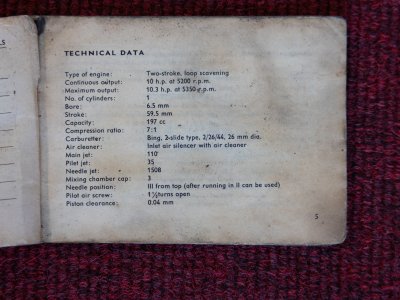 LS
TECHNICAL DATA
Type of engine: Two-stroke, loop scavening
Continuous output: 10 h.p. at 5200 r.p.m.
Maximum output: 10.3 h.p. at 5350 r.p.m.
No. of cylinders: 1
Bore: 6.5 mm
Stroke: 59.5 mm
Capacity: 197 cc
Compression ratio: 7:1
Carburetter: Bing, 2-slide type, 2/26/44, 26 mm dia.
Air cleaner: Inlet air silencer with air cleaner
Main jet: 110
Pilot jet: 35
Needle jet: 1508
Mixing chamber cap: 3
Needle position: III from top (after running in II can be used)
Pilot air screw: 1½ turns open
Piston clearance: 0.04 mm
5